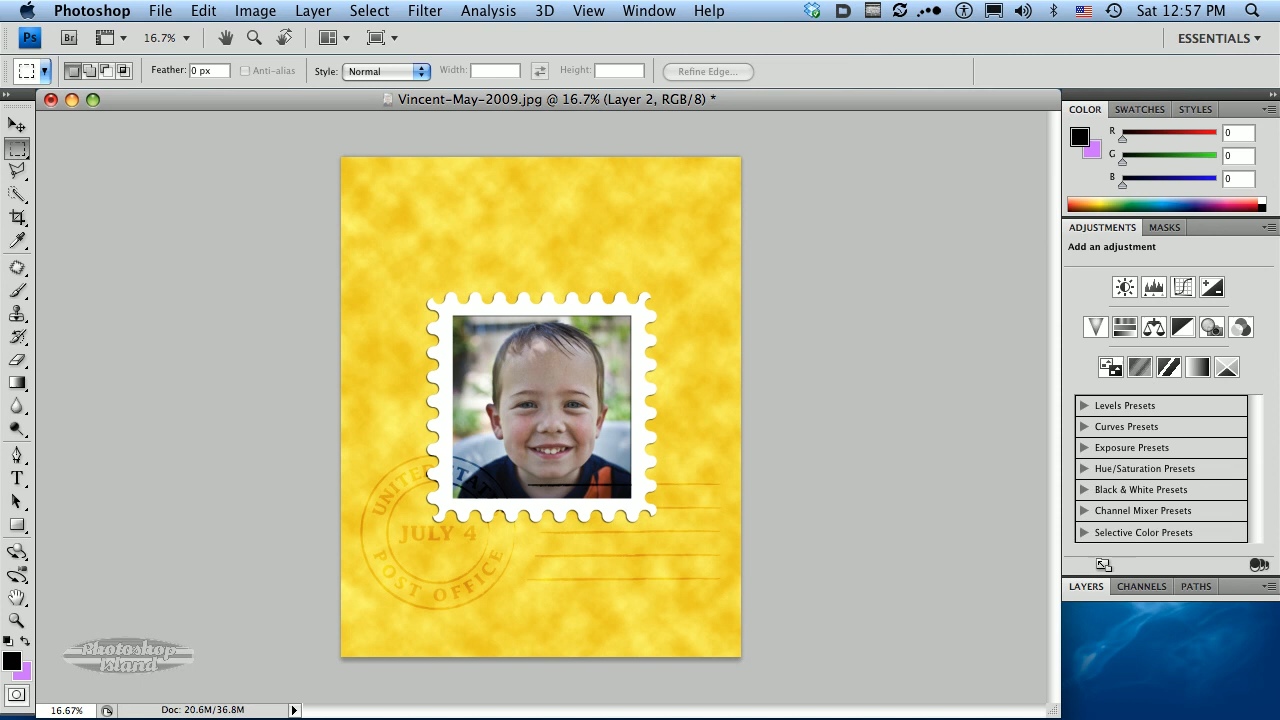 Photoshop File Edit Image Layer Select Filter Analysis 3D View Window Help Sat 12:57 PM
Ps Br 16.7% ESSENTIALS
Feather: 0 px Anti-alias Style: Normal Width: Height: Refine Edge...
Vincent-May-2009.jpg @ 16.7% (Layer 2, RGB/8) *
COLOR SWATCHES STYLES
R 0
G 0
B 0
ADJUSTMENTS MASKS
Add an adjustment
Levels Presets
Curves Presets
Exposure Presets
Hue/Saturation Presets
Black & White Presets
Channel Mixer Presets
Selective Color Presets
LAYERS CHANNELS PATHS
T
UNITED STAT
JULY 4
POST OFFICE
Photoshop
Island
16.67% Doc: 20.6M/36.8M